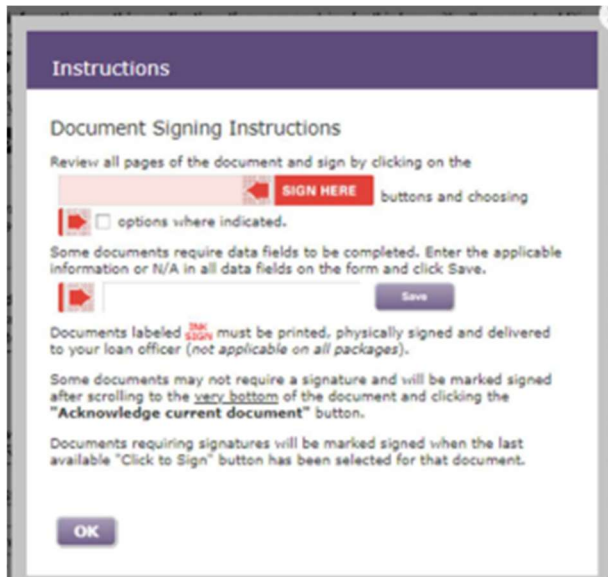 Instructions
Document Signing Instructions
Review all pages of the document and sign by clicking on the
SIGN HERE buttons and choosing
options where indicated.
Some documents require data fields to be completed. Enter the applicable
information or N/A in all data fields on the form and click Save.
Save
Documents labeled INK SIGN must be printed, physically signed and delivered
to your loan officer (not applicable on all packages).
Some documents may not require a signature and will be marked signed
after scrolling to the very bottom of the document and clicking the
"Acknowledge current document" button.
Documents requiring signatures will be marked signed when the last
available "Click to Sign" button has been selected for that document.
OK